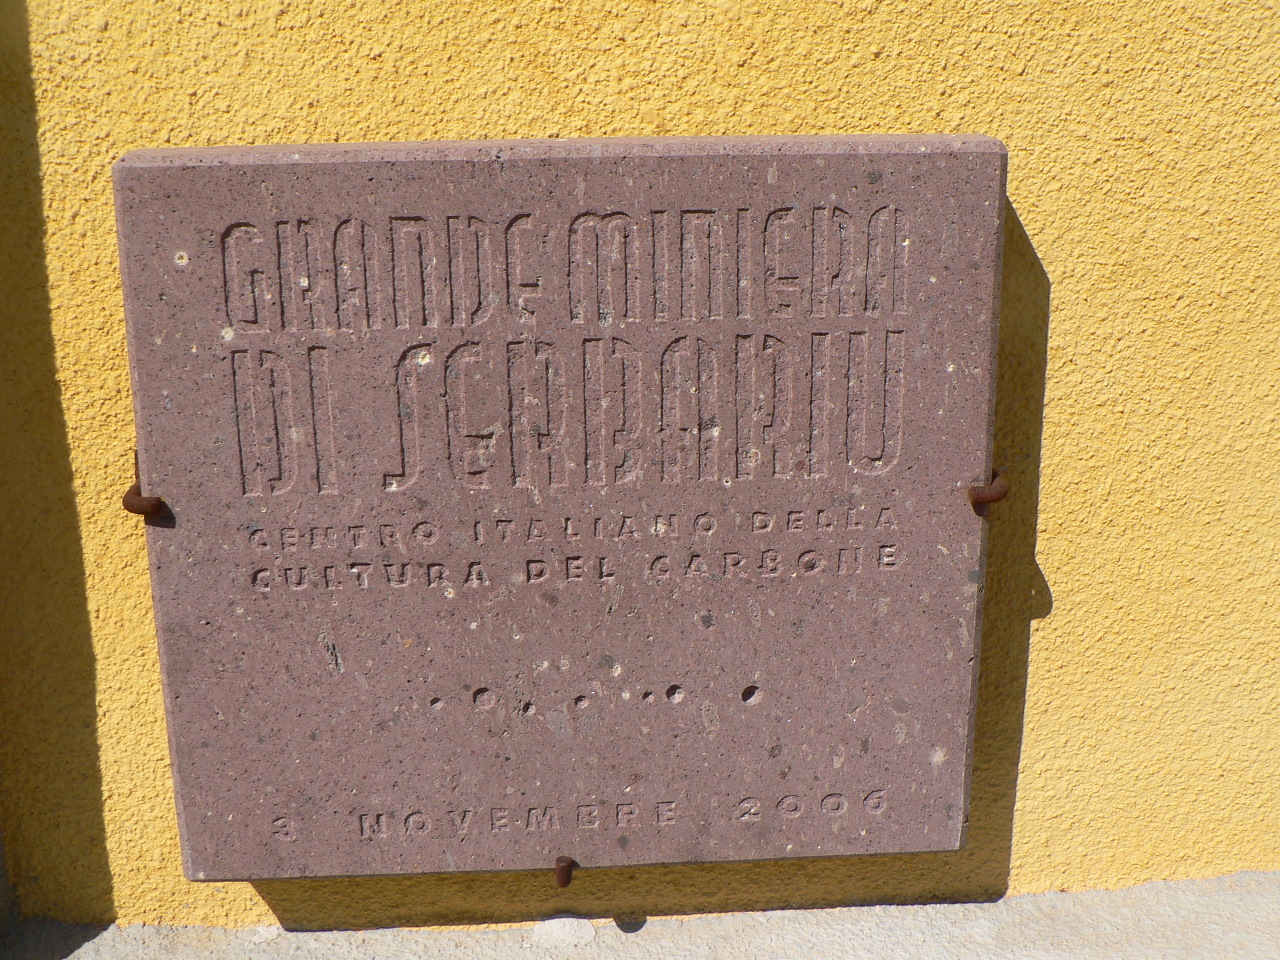 GRANDE MINIERA
DI SERBARIU
CENTRO ITALIANO DELLA
CULTURA DEL CARBONE
3 NOVEMBRE 2006